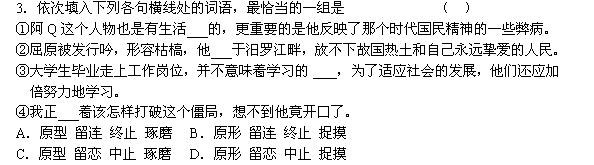 3. 依次填入下列各句横线处的词语，最恰当的一组是 （ ）
①阿Q这个人物也是有生活___的，更重要的是他反映了那个时代国民精神的一些弊病。
②屈原被发行吟，形容枯槁，他___于汨罗江畔，放不下故国热土和自己永远挚爱的人民。
③大学生毕业走上工作岗位，并不意味着学习的 ___，为了适应社会的发展，他们还应加
倍努力地学习。
④我正___着该怎样打破这个僵局，想不到他竟开口了。
A．原型 留连 终止 琢磨 B．原形 留连 终止 捉摸
C．原型 留恋 中止 琢磨 D．原形 留恋 中止 捉摸